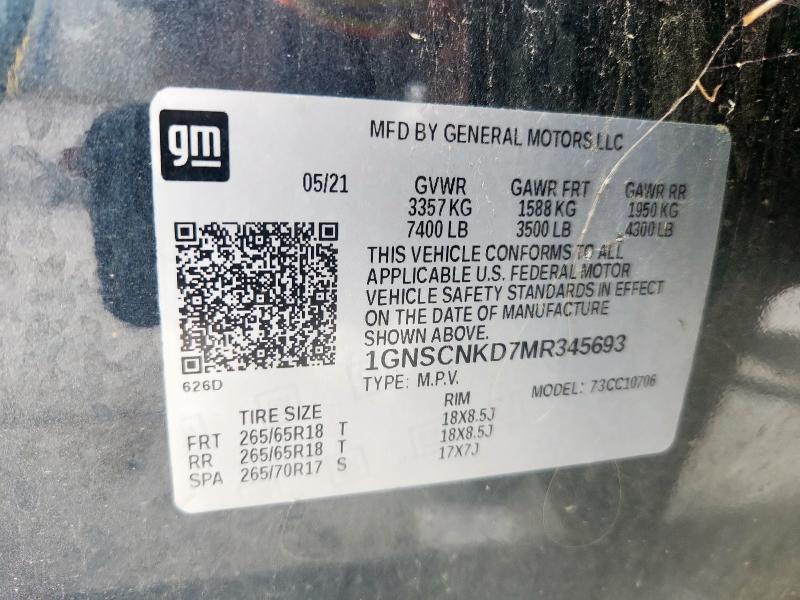 gm
MFD BY GENERAL MOTORS LLC
05/21 GVWR GAWR FRT GAWR RR
3357 KG 1588 KG 1950 KG
7400 LB 3500 LB 4300 LB
THIS VEHICLE CONFORMS TO ALL
APPLICABLE U.S. FEDERAL MOTOR
VEHICLE SAFETY STANDARDS IN EFFECT
ON THE DATE OF MANUFACTURE
SHOWN ABOVE.
1GNSCNKD7MR345693
626D
TYPE: M.P.V. MODEL: 73CC10706
TIRE SIZE RIM
FRT 265/65R18 T 18X8.5J
RR 265/65R18 T 18X8.5J
SPA 265/70R17 S 17X7J